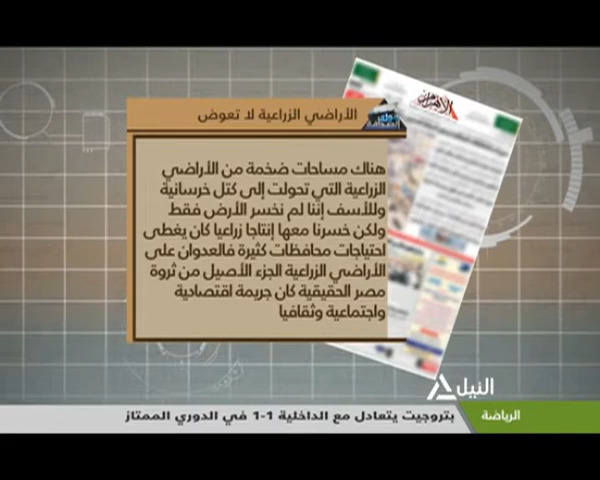 الأهرام
الأراضي الزراعية لا تعوض
هناك مساحات ضخمة من الأراضي
الزراعية التي تحولت إلى كتل خرسانية
وللأسف إننا لم نخسر الأرض فقط
ولكن خسرنا معها إنتاجا زراعيا كان يغطى
احتياجات محافظات كثيرة فالعدوان على
الأراضي الزراعية الجزء الأصيل من ثروة
مصر الحقيقية كان جريمة اقتصادية
واجتماعية وثقافيا
النيل
الرياضة
بتروجيت يتعادل مع الداخلية 1-1 في الدوري الممتاز